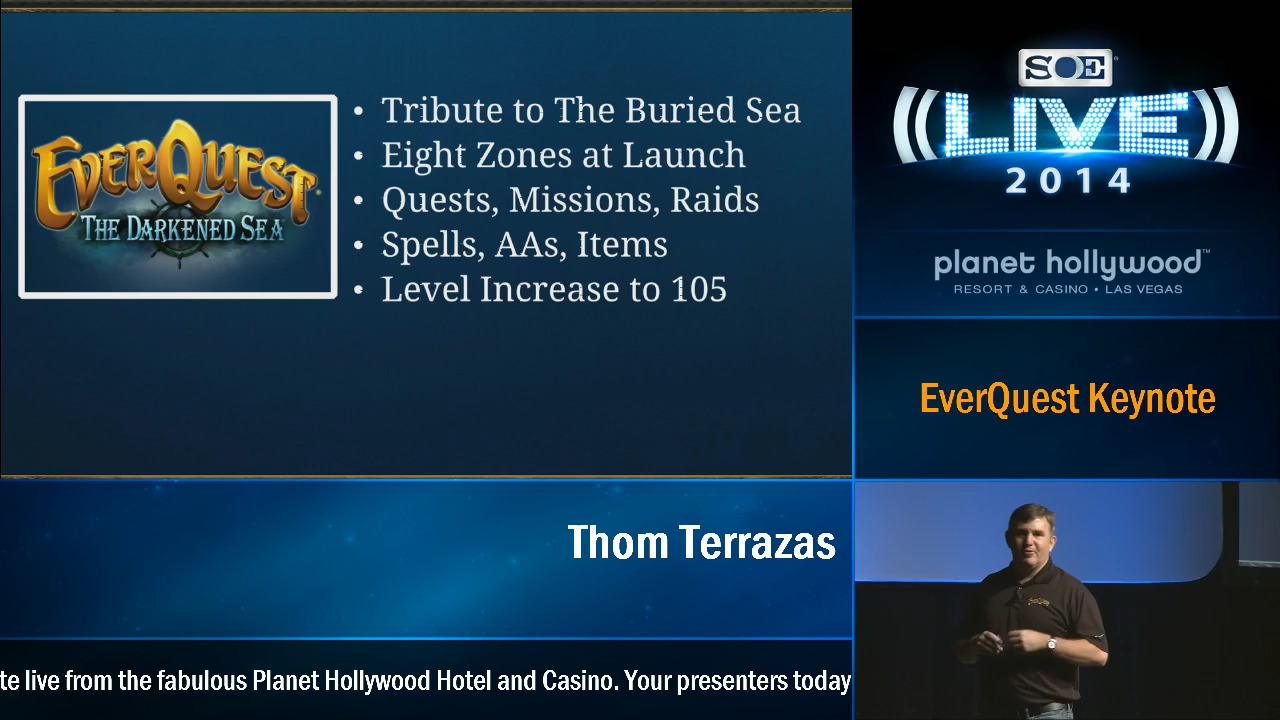 EVERQUEST
THE DARKENED SEA
• Tribute to The Buried Sea
• Eight Zones at Launch
• Quests, Missions, Raids
• Spells, AAs, Items
• Level Increase to 105
SOE
LIVE
2014
planet hollywood™
RESORT & CASINO • LAS VEGAS
EverQuest Keynote
Thom Terrazas
te live from the fabulous Planet Hollywood Hotel and Casino. Your presenters today